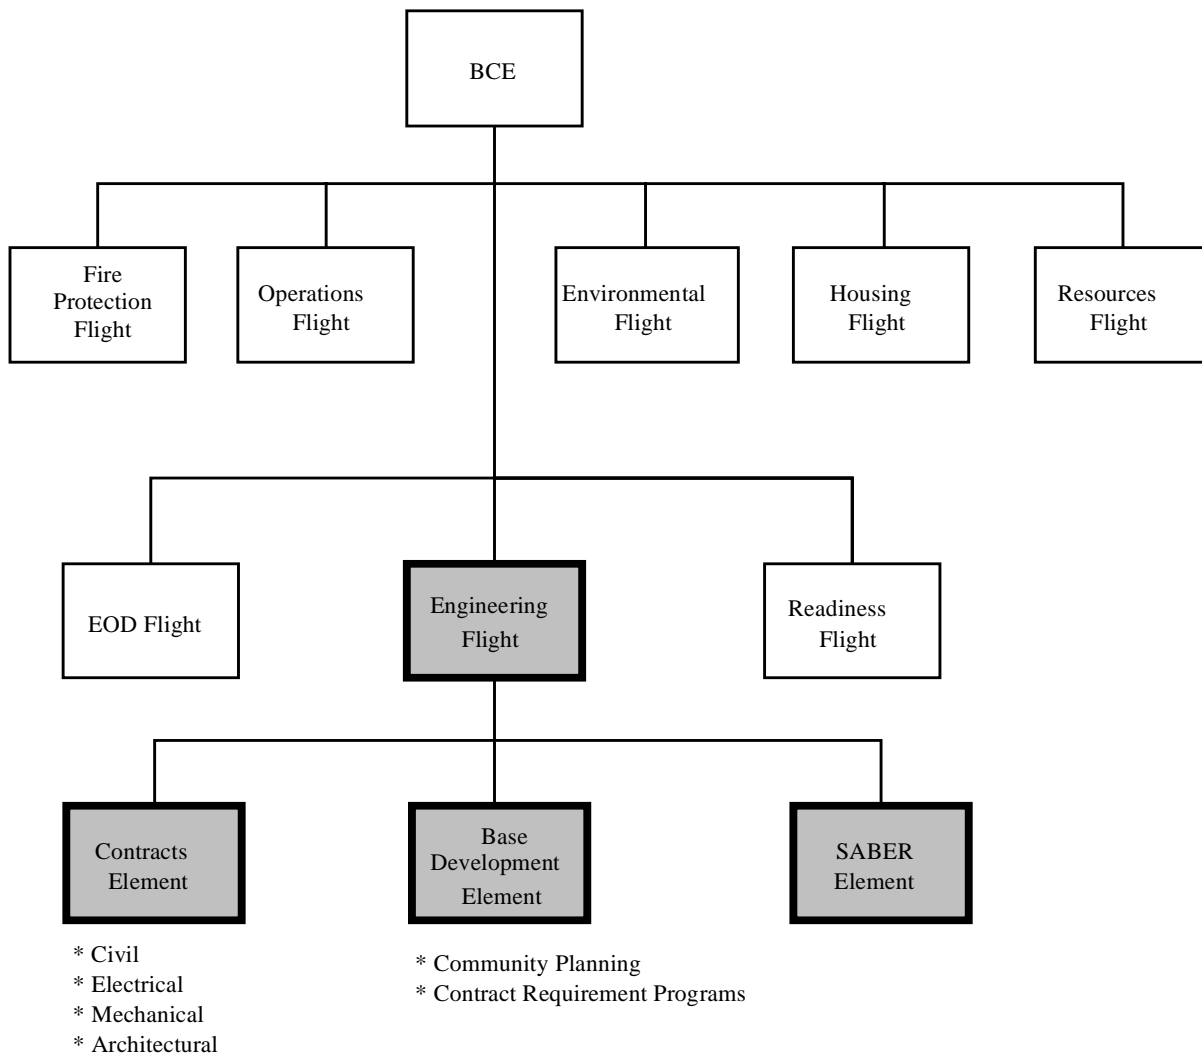 BCE
Fire
Protection
Flight
Operations
Flight
Environmental
Flight
Housing
Flight
Resources
Flight
EOD Flight
Engineering
Flight
Readiness
Flight
Contracts
Element
Base
Development
Element
SABER
Element
* Civil
* Electrical
* Mechanical
* Architectural
* Community Planning
* Contract Requirement Programs